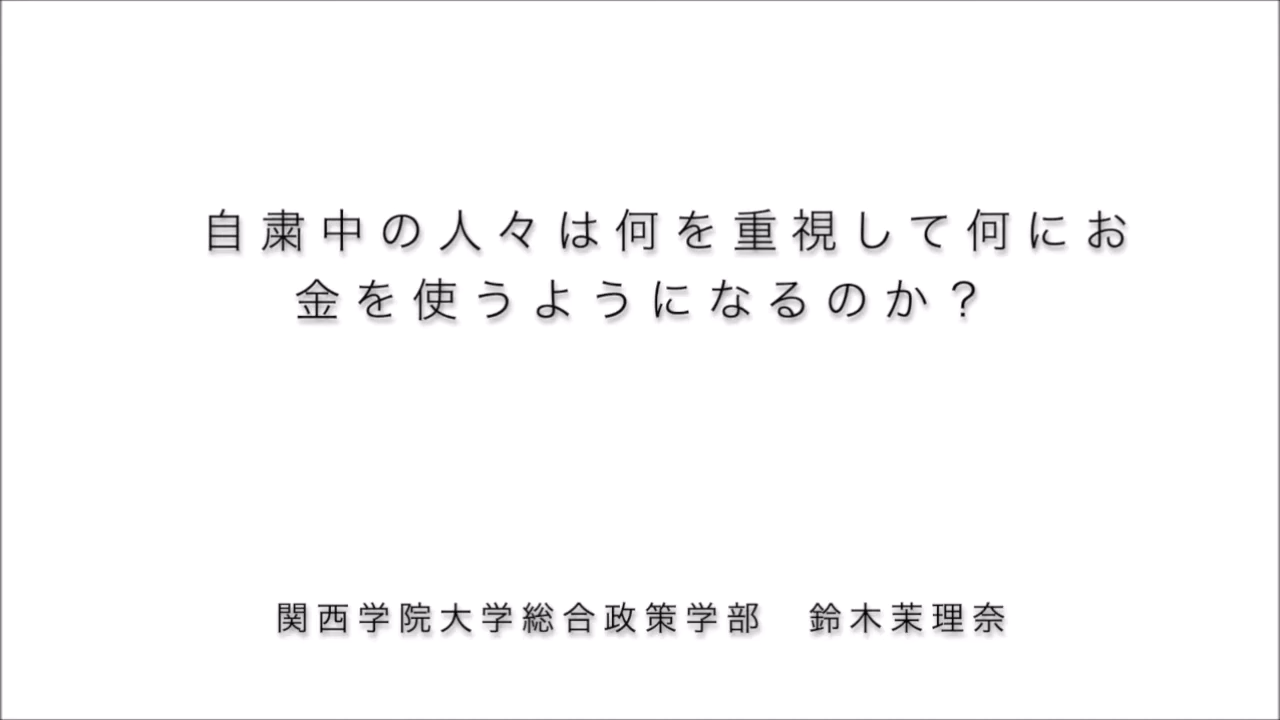 自粛中の人々は何を重視して何にお
金を使うようになるのか？
関西学院大学総合政策学部　鈴木茉理奈